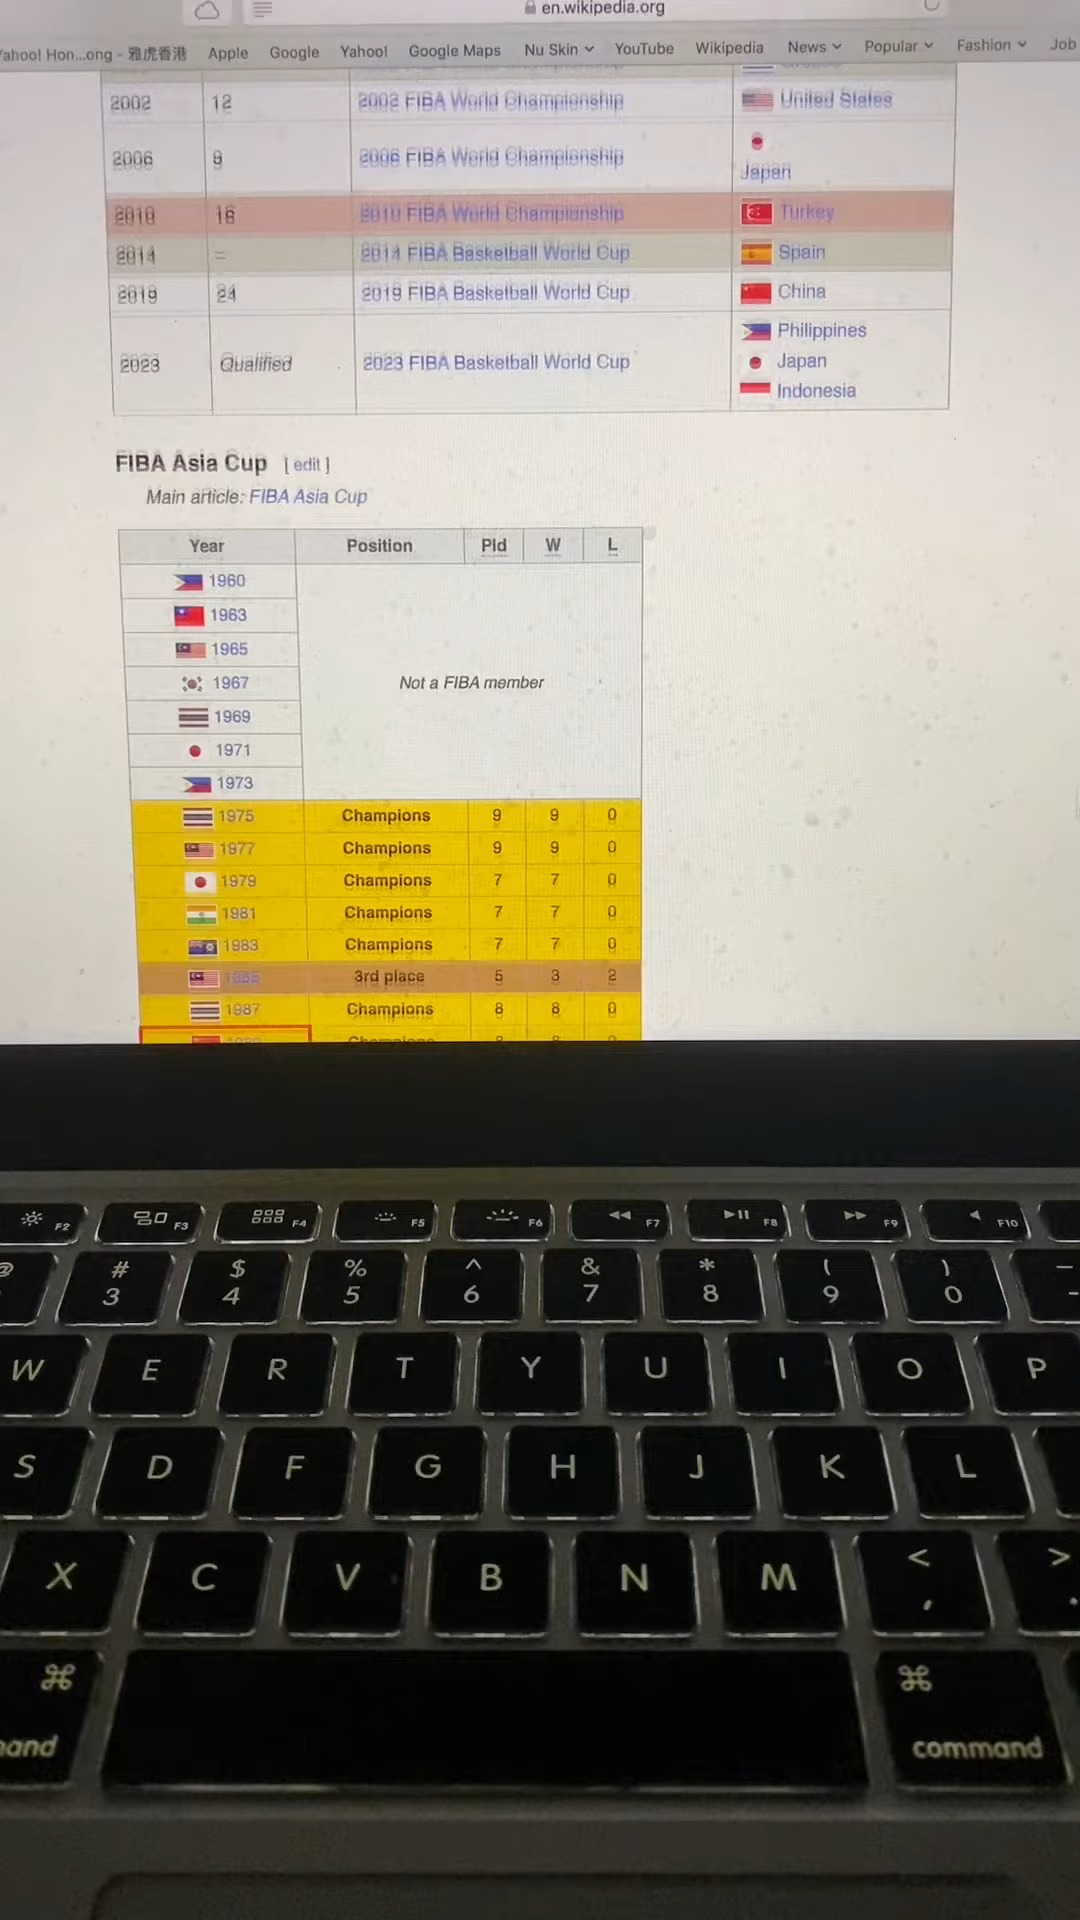 en.wikipedia.org
Yahoo! Hon...ong - 雅虎香港 Apple Google Yahoo! Google Maps Nu Skin YouTube Wikipedia News Popular Fashion Job
2002 12 2002 FIBA World Championship United States
2006 9 2006 FIBA World Championship Japan
2010 16 2010 FIBA World Championship Turkey
2014 – 2014 FIBA Basketball World Cup Spain
2019 24 2019 FIBA Basketball World Cup China
2023 Qualified 2023 FIBA Basketball World Cup Philippines
Japan
Indonesia
FIBA Asia Cup [ edit ]
Main article: FIBA Asia Cup
Year Position Pld W L
1960
1963
1965
1967
Not a FIBA member
1969
1971
1973
1975 Champions 9 9 0
1977 Champions 9 9 0
1979 Champions 7 7 0
1981 Champions 7 7 0
1983 Champions 7 7 0
3rd place 5 3 2
1987 Champions 8 8 0
F2 F3 F4 F5 F6 F7 F8 F9 F10
# $ % ^ & * ( )
3 4 5 6 7 8 9 0
W E R T Y U I O P
S D F G H J K L
X C V B N M < >
, .
⌘ ⌘
command